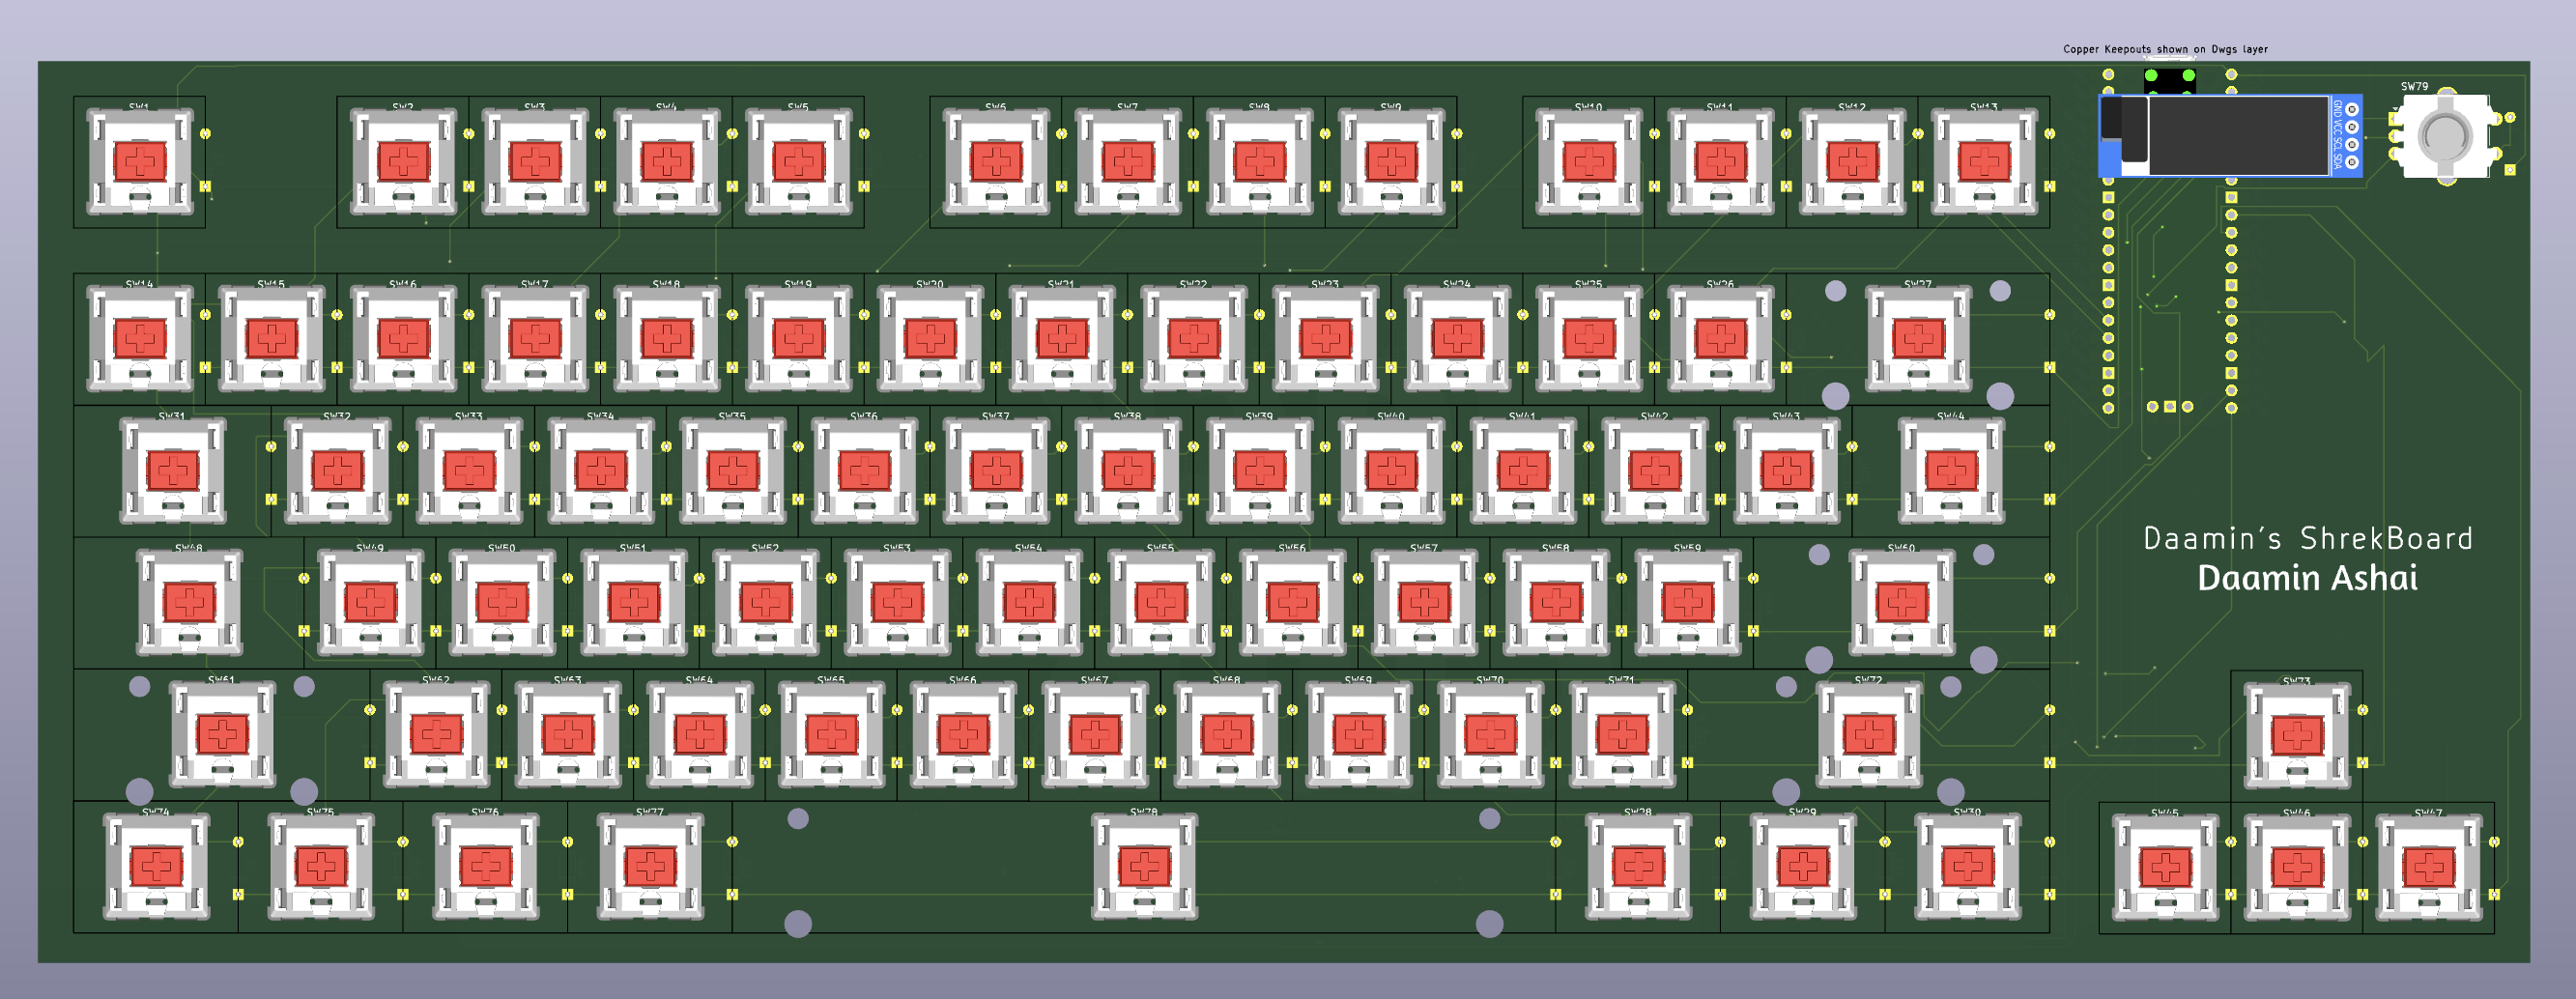 Copper Keepouts shown on Dwgs layer
SW79
SW1 SW2 SW3 SW4 SW5 SW6 SW7 SW8 SW9 SW10 SW11 SW12 SW13
GND VCC SCL SDA
SW14 SW15 SW16 SW17 SW18 SW19 SW20 SW21 SW22 SW23 SW24 SW25 SW26 SW27
SW31 SW32 SW33 SW34 SW35 SW36 SW37 SW38 SW39 SW40 SW41 SW42 SW43 SW44
Daamin's ShrekBoard
SW48 SW49 SW50 SW51 SW52 SW53 SW54 SW55 SW56 SW57 SW58 SW59 SW60
Daamin Ashai
SW61 SW62 SW63 SW64 SW65 SW66 SW67 SW68 SW69 SW70 SW71 SW72 SW73
SW74 SW75 SW76 SW77 SW78 SW28 SW29 SW30 SW45 SW46 SW47